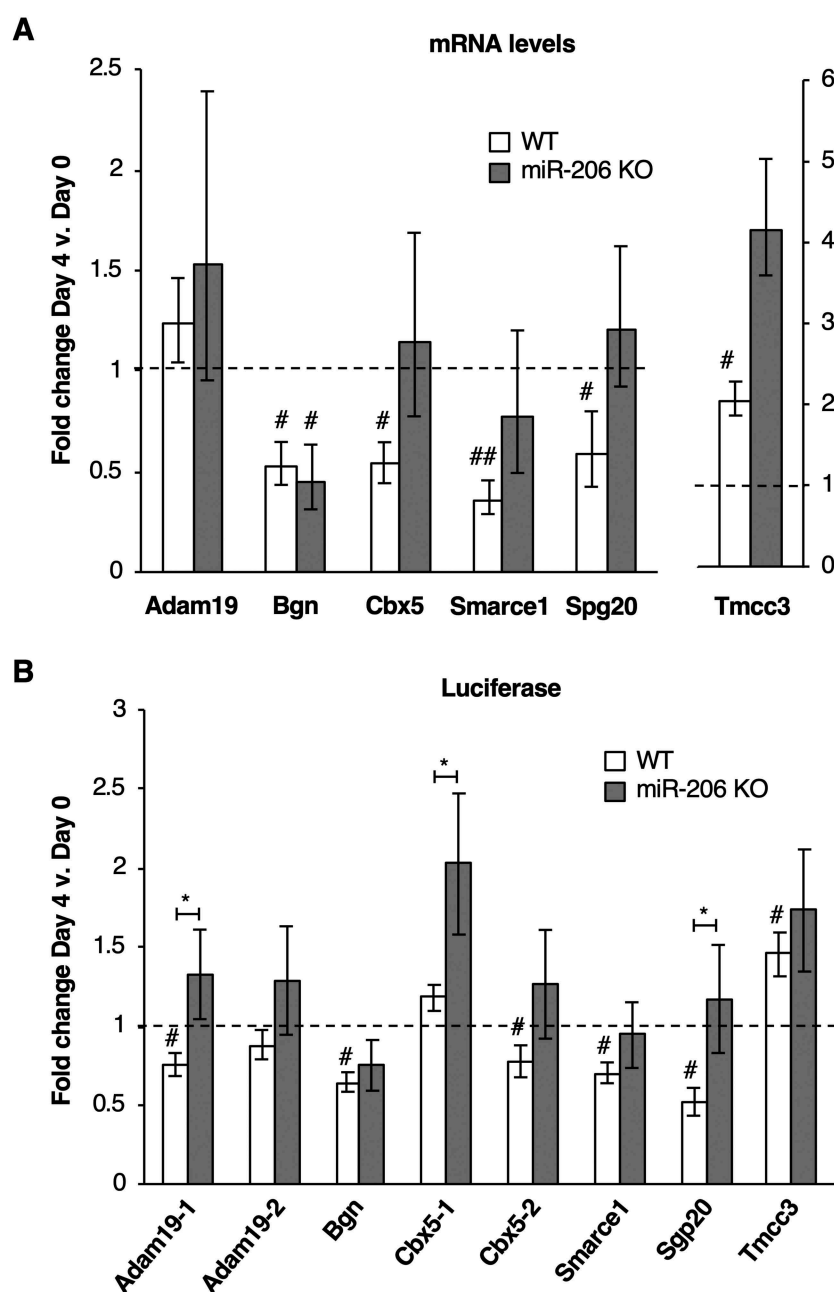 A
mRNA levels
Fold change Day 4 v. Day 0
2.5
2
1.5
1
0.5
0
WT
miR-206 KO
6
5
4
3
2
1
0
# # # ## # #
Adam19 Bgn Cbx5 Smarce1 Spg20 Tmcc3
B
Luciferase
Fold change Day 4 v. Day 0
3
2.5
2
1.5
1
0.5
0
WT
miR-206 KO
* * *
# # # # # #
Adam19-1 Adam19-2 Bgn Cbx5-1 Cbx5-2 Smarce1 Sgp20 Tmcc3